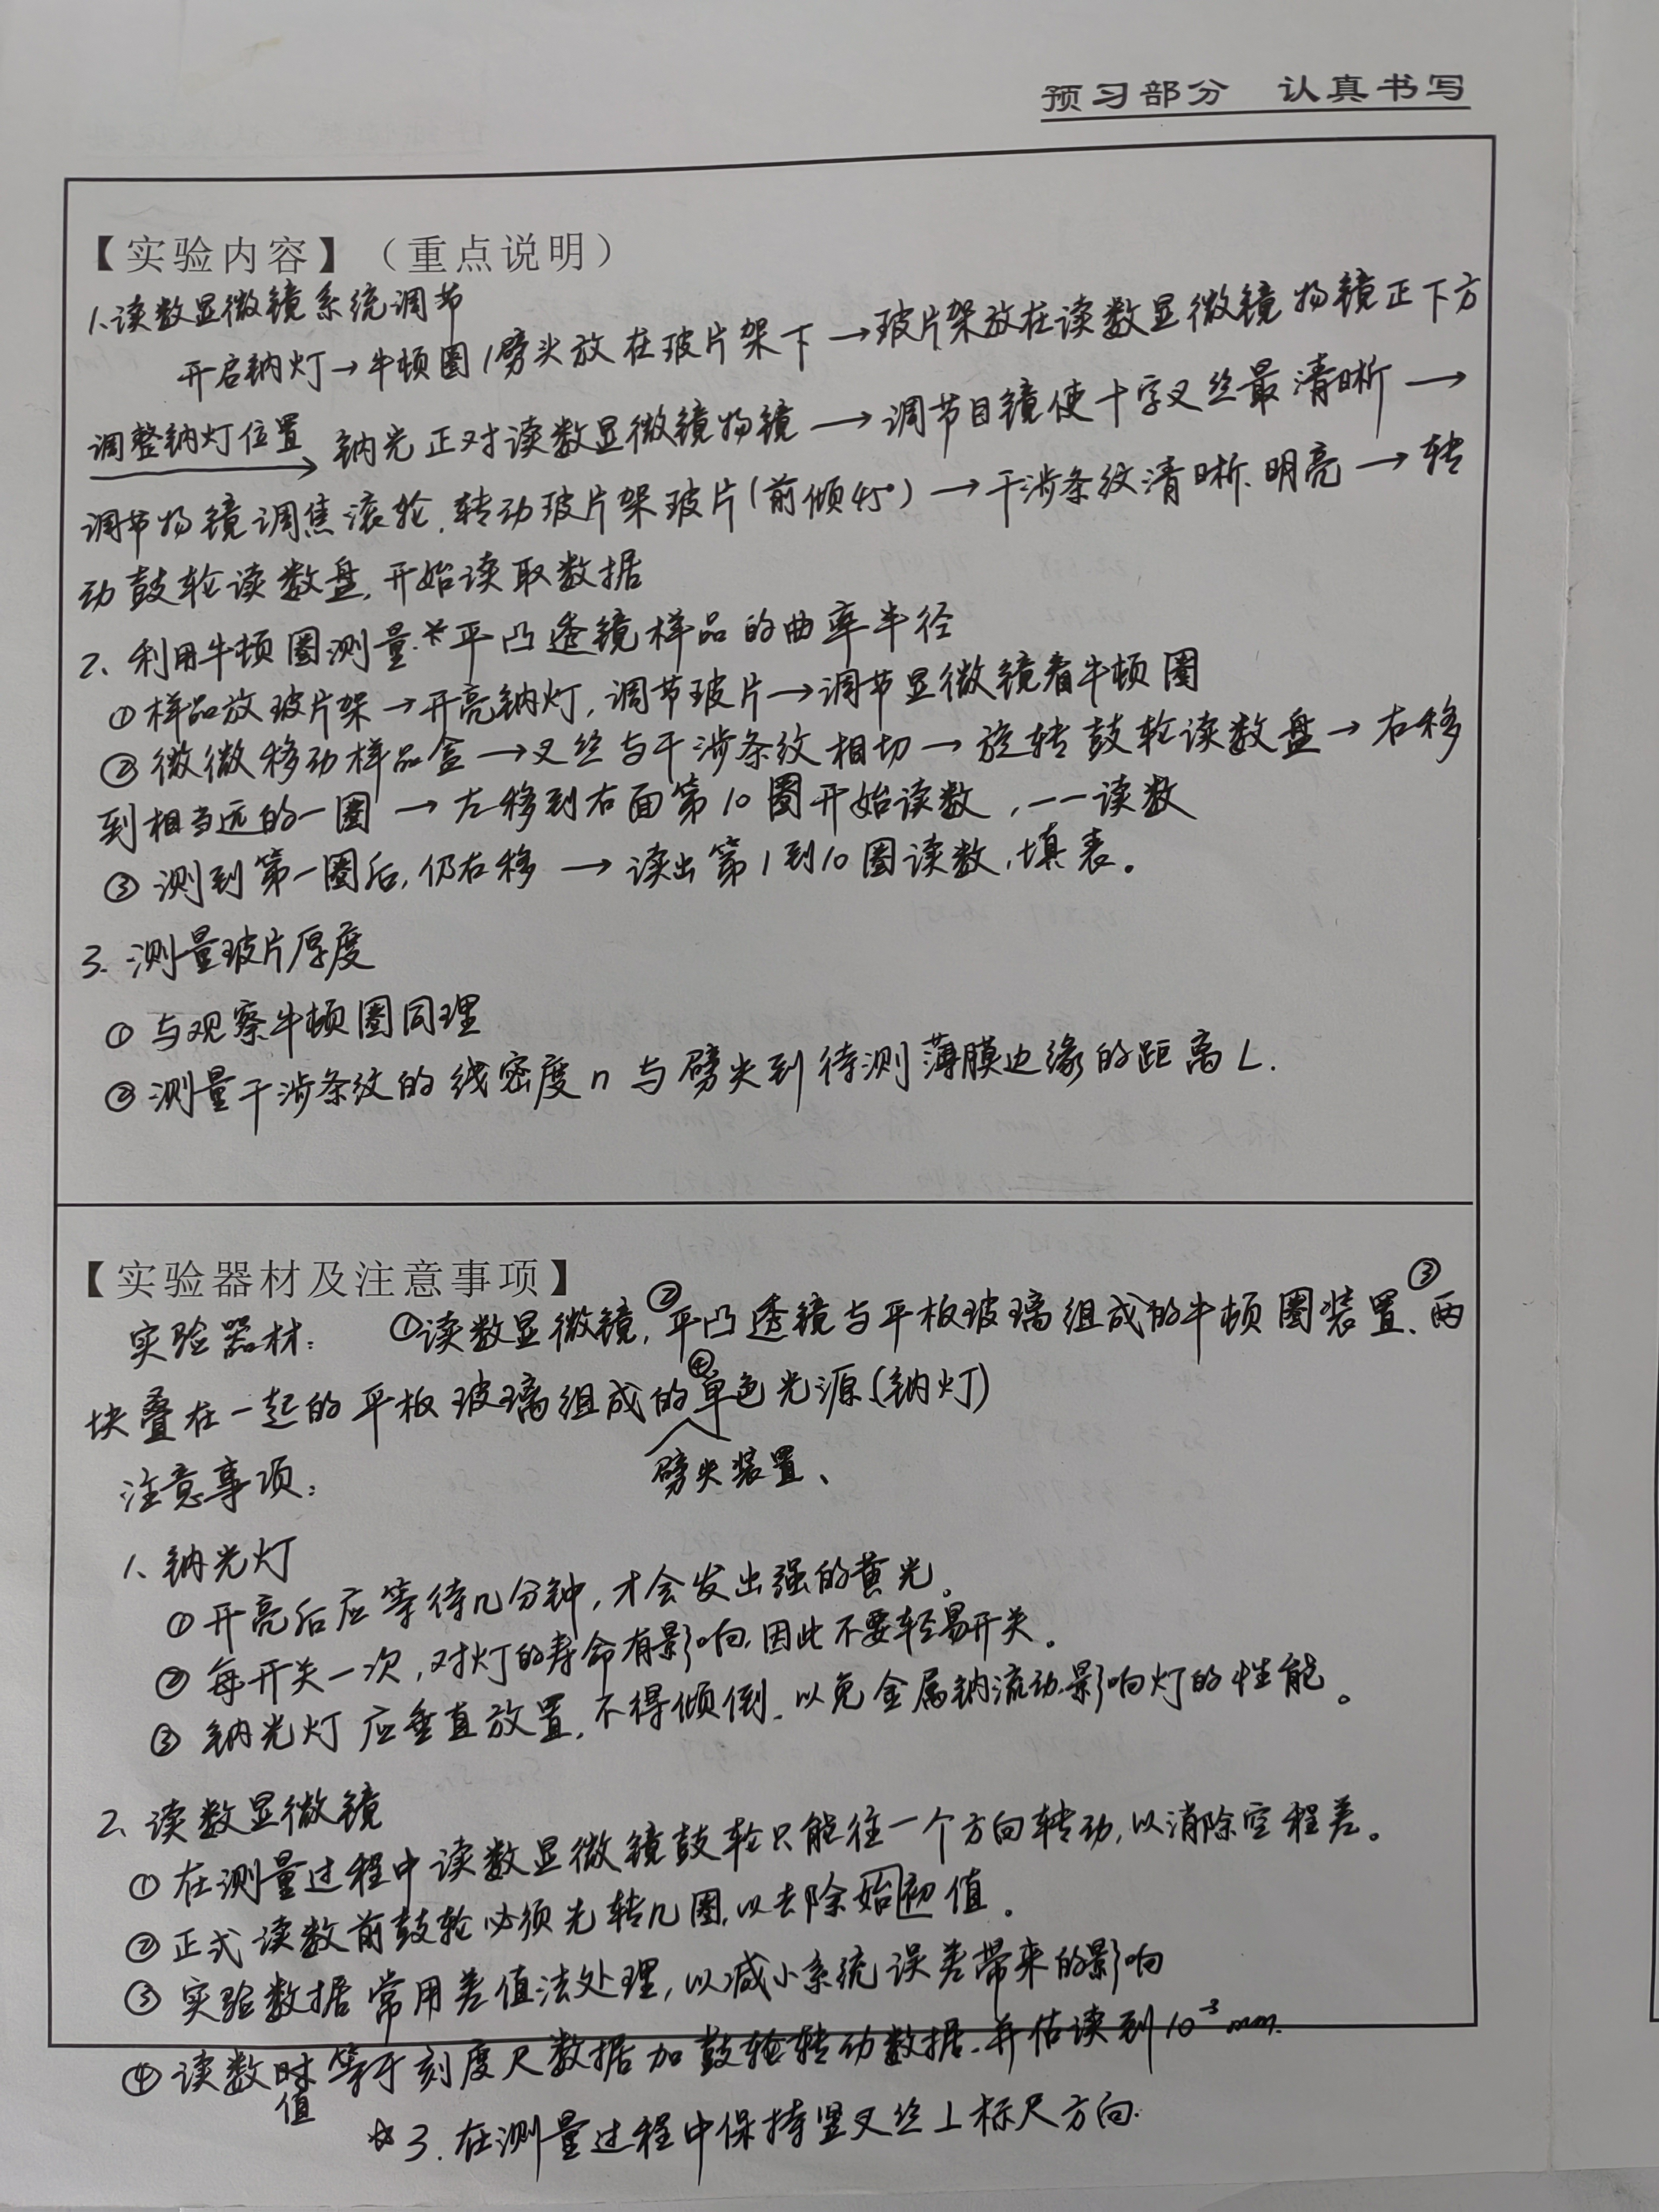 预习部分 认真书写
【实验内容】（重点说明）
1、读数显微镜系统调节
开启钠灯→牛顿圈/劈尖放在玻片架下→玻片架放在读数显微镜物镜正下方
调整钠灯位置→钠光正对读数显微镜物镜→调节目镜使十字叉丝最清晰→
调节物镜调焦滚轮,转动玻片架玻片(前倾45°)→干涉条纹清晰、明亮→转
动鼓轮读数盘,开始读取数据
2、利用牛顿圈测量*平凸透镜样品的曲率半径
①样品放玻片架→开亮钠灯,调节玻片→调节显微镜看牛顿圈
②微微移动样品盒→叉丝与干涉条纹相切→旋转鼓轮读数盘→右移
到相当远的一圈→左移到右面第10圈开始读数,一一读数
③测到第一圈后,仍右移→读出第1到10圈读数,填表。
3.测量玻片厚度
①与观察牛顿圈同理
②测量干涉条纹的线密度n与劈尖到待测薄膜边缘的距离L.
【实验器材及注意事项】
实验器材: ①读数显微镜,②平凸透镜与平板玻璃组成的牛顿圈装置、③两
块叠在一起的平板玻璃组成的劈尖装置、④单色光源(钠灯)
注意事项:
1、钠光灯
①开亮后应等待几分钟,才会发出强的黄光。
②每开关一次,对灯的寿命有影响,因此不要轻易开关。
③钠光灯应垂直放置,不得倾倒,以免金属钠流动影响灯的性能。
2、读数显微镜
①在测量过程中读数显微镜鼓轮只能往一个方向转动,以消除空程差。
②正式读数前鼓轮必须先转几圈,以去除始初值。
③实验数据常用差值法处理,以减小系统误差带来的影响
④读数值等于刻度尺数据加鼓轮转动数据.并估读到10⁻³mm.
☆3.在测量过程中保持竖叉丝⊥标尺方向.